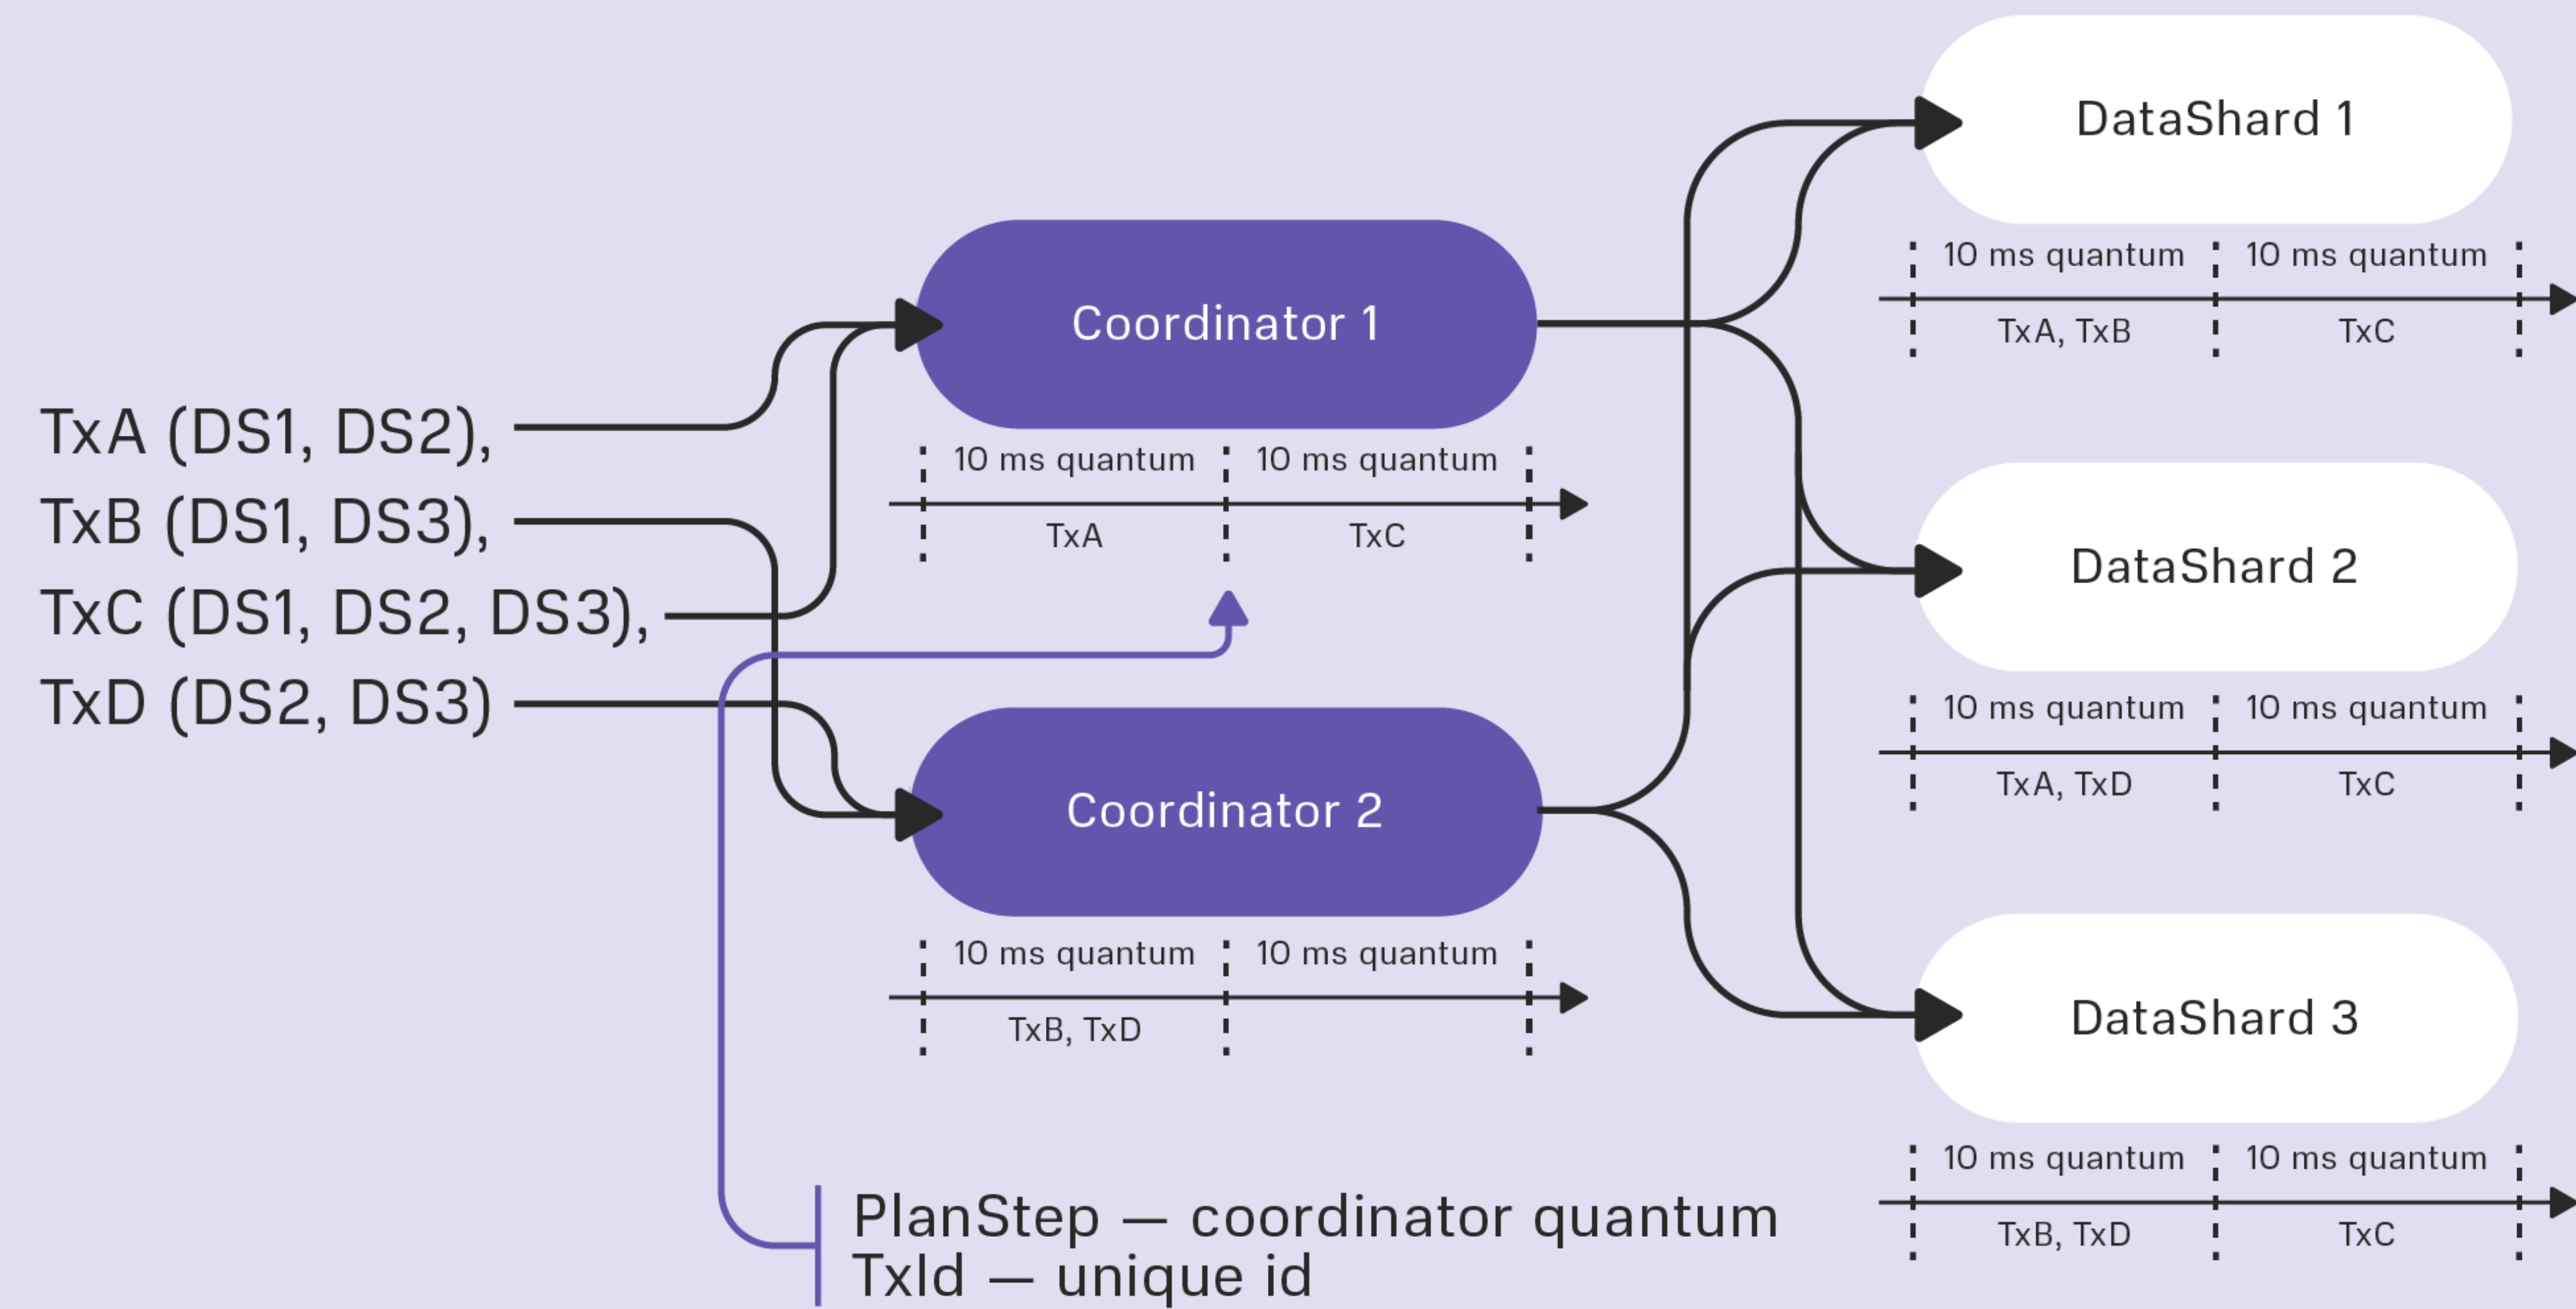 TxA (DS1, DS2),
TxB (DS1, DS3),
TxC (DS1, DS2, DS3),
TxD (DS2, DS3)
Coordinator 1
10 ms quantum 10 ms quantum
TxA TxC
Coordinator 2
10 ms quantum 10 ms quantum
TxB, TxD
PlanStep — coordinator quantum
TxId — unique id
DataShard 1
10 ms quantum 10 ms quantum
TxA, TxB TxC
DataShard 2
10 ms quantum 10 ms quantum
TxA, TxD TxC
DataShard 3
10 ms quantum 10 ms quantum
TxB, TxD TxC